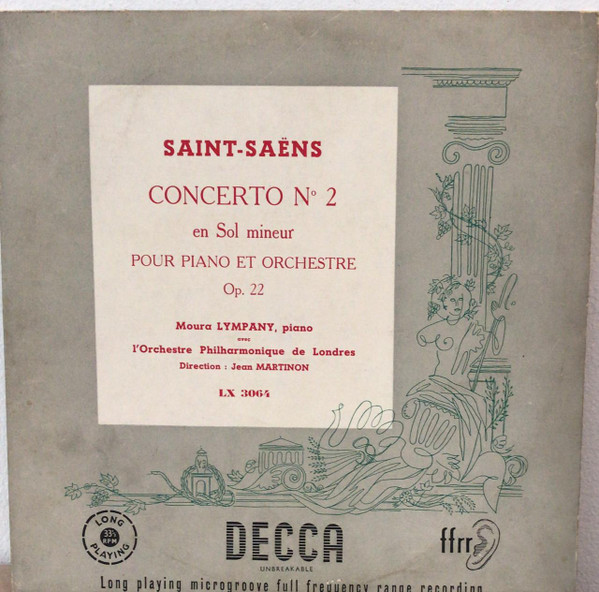 SAINT-SAËNS
CONCERTO Nº 2
en Sol mineur
POUR PIANO ET ORCHESTRE
Op. 22
Moura LYMPANY, piano
avec
l'Orchestre Philharmonique de Londres
Direction : Jean MARTINON
LX 3064
LONG
33⅓
RPM
PLAYING
DECCA
UNBREAKABLE
ffrr
Long playing microgroove full frequency range recording